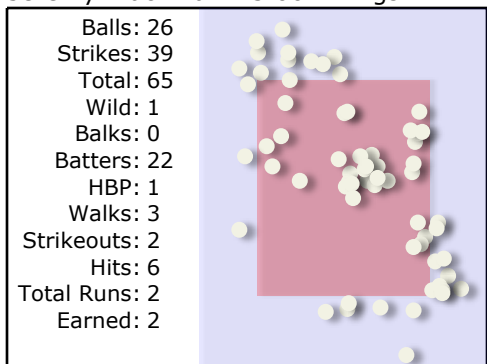 Balls: 26
Strikes: 39
Total: 65
Wild: 1
Balks: 0
Batters: 22
HBP: 1
Walks: 3
Strikeouts: 2
Hits: 6
Total Runs: 2
Earned: 2